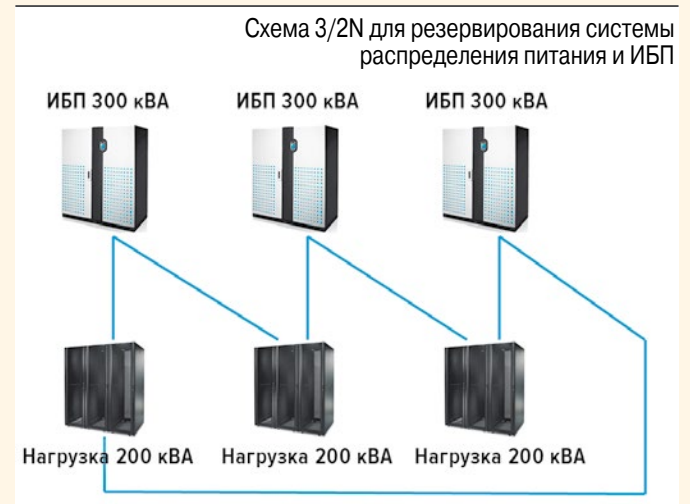 Схема 3/2N для резервирования системы
распределения питания и ИБП
ИБП 300 кВА ИБП 300 кВА ИБП 300 кВА
Нагрузка 200 кВА Нагрузка 200 кВА Нагрузка 200 кВА